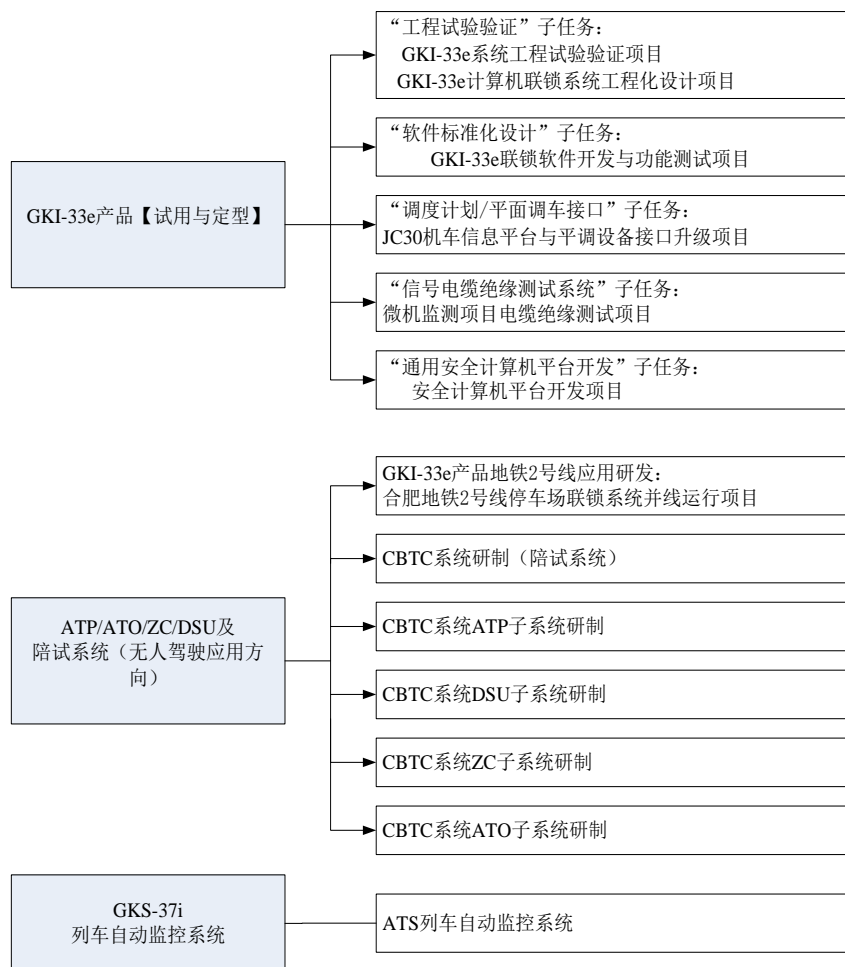 GKI-33e产品【试用与定型】
“工程试验验证”子任务：
GKI-33e系统工程试验验证项目
GKI-33e计算机联锁系统工程化设计项目
“软件标准化设计”子任务：
GKI-33e联锁软件开发与功能测试项目
“调度计划/平面调车接口”子任务：
JC30机车信息平台与平调设备接口升级项目
“信号电缆绝缘测试系统”子任务：
微机监测项目电缆绝缘测试项目
“通用安全计算机平台开发”子任务：
安全计算机平台开发项目
ATP/ATO/ZC/DSU及
陪试系统（无人驾驶应用方
向）
GKI-33e产品地铁2号线应用研发：
合肥地铁2号线停车场联锁系统并线运行项目
CBTC系统研制（陪试系统）
CBTC系统ATP子系统研制
CBTC系统DSU子系统研制
CBTC系统ZC子系统研制
CBTC系统ATO子系统研制
GKS-37i
列车自动监控系统
ATS列车自动监控系统